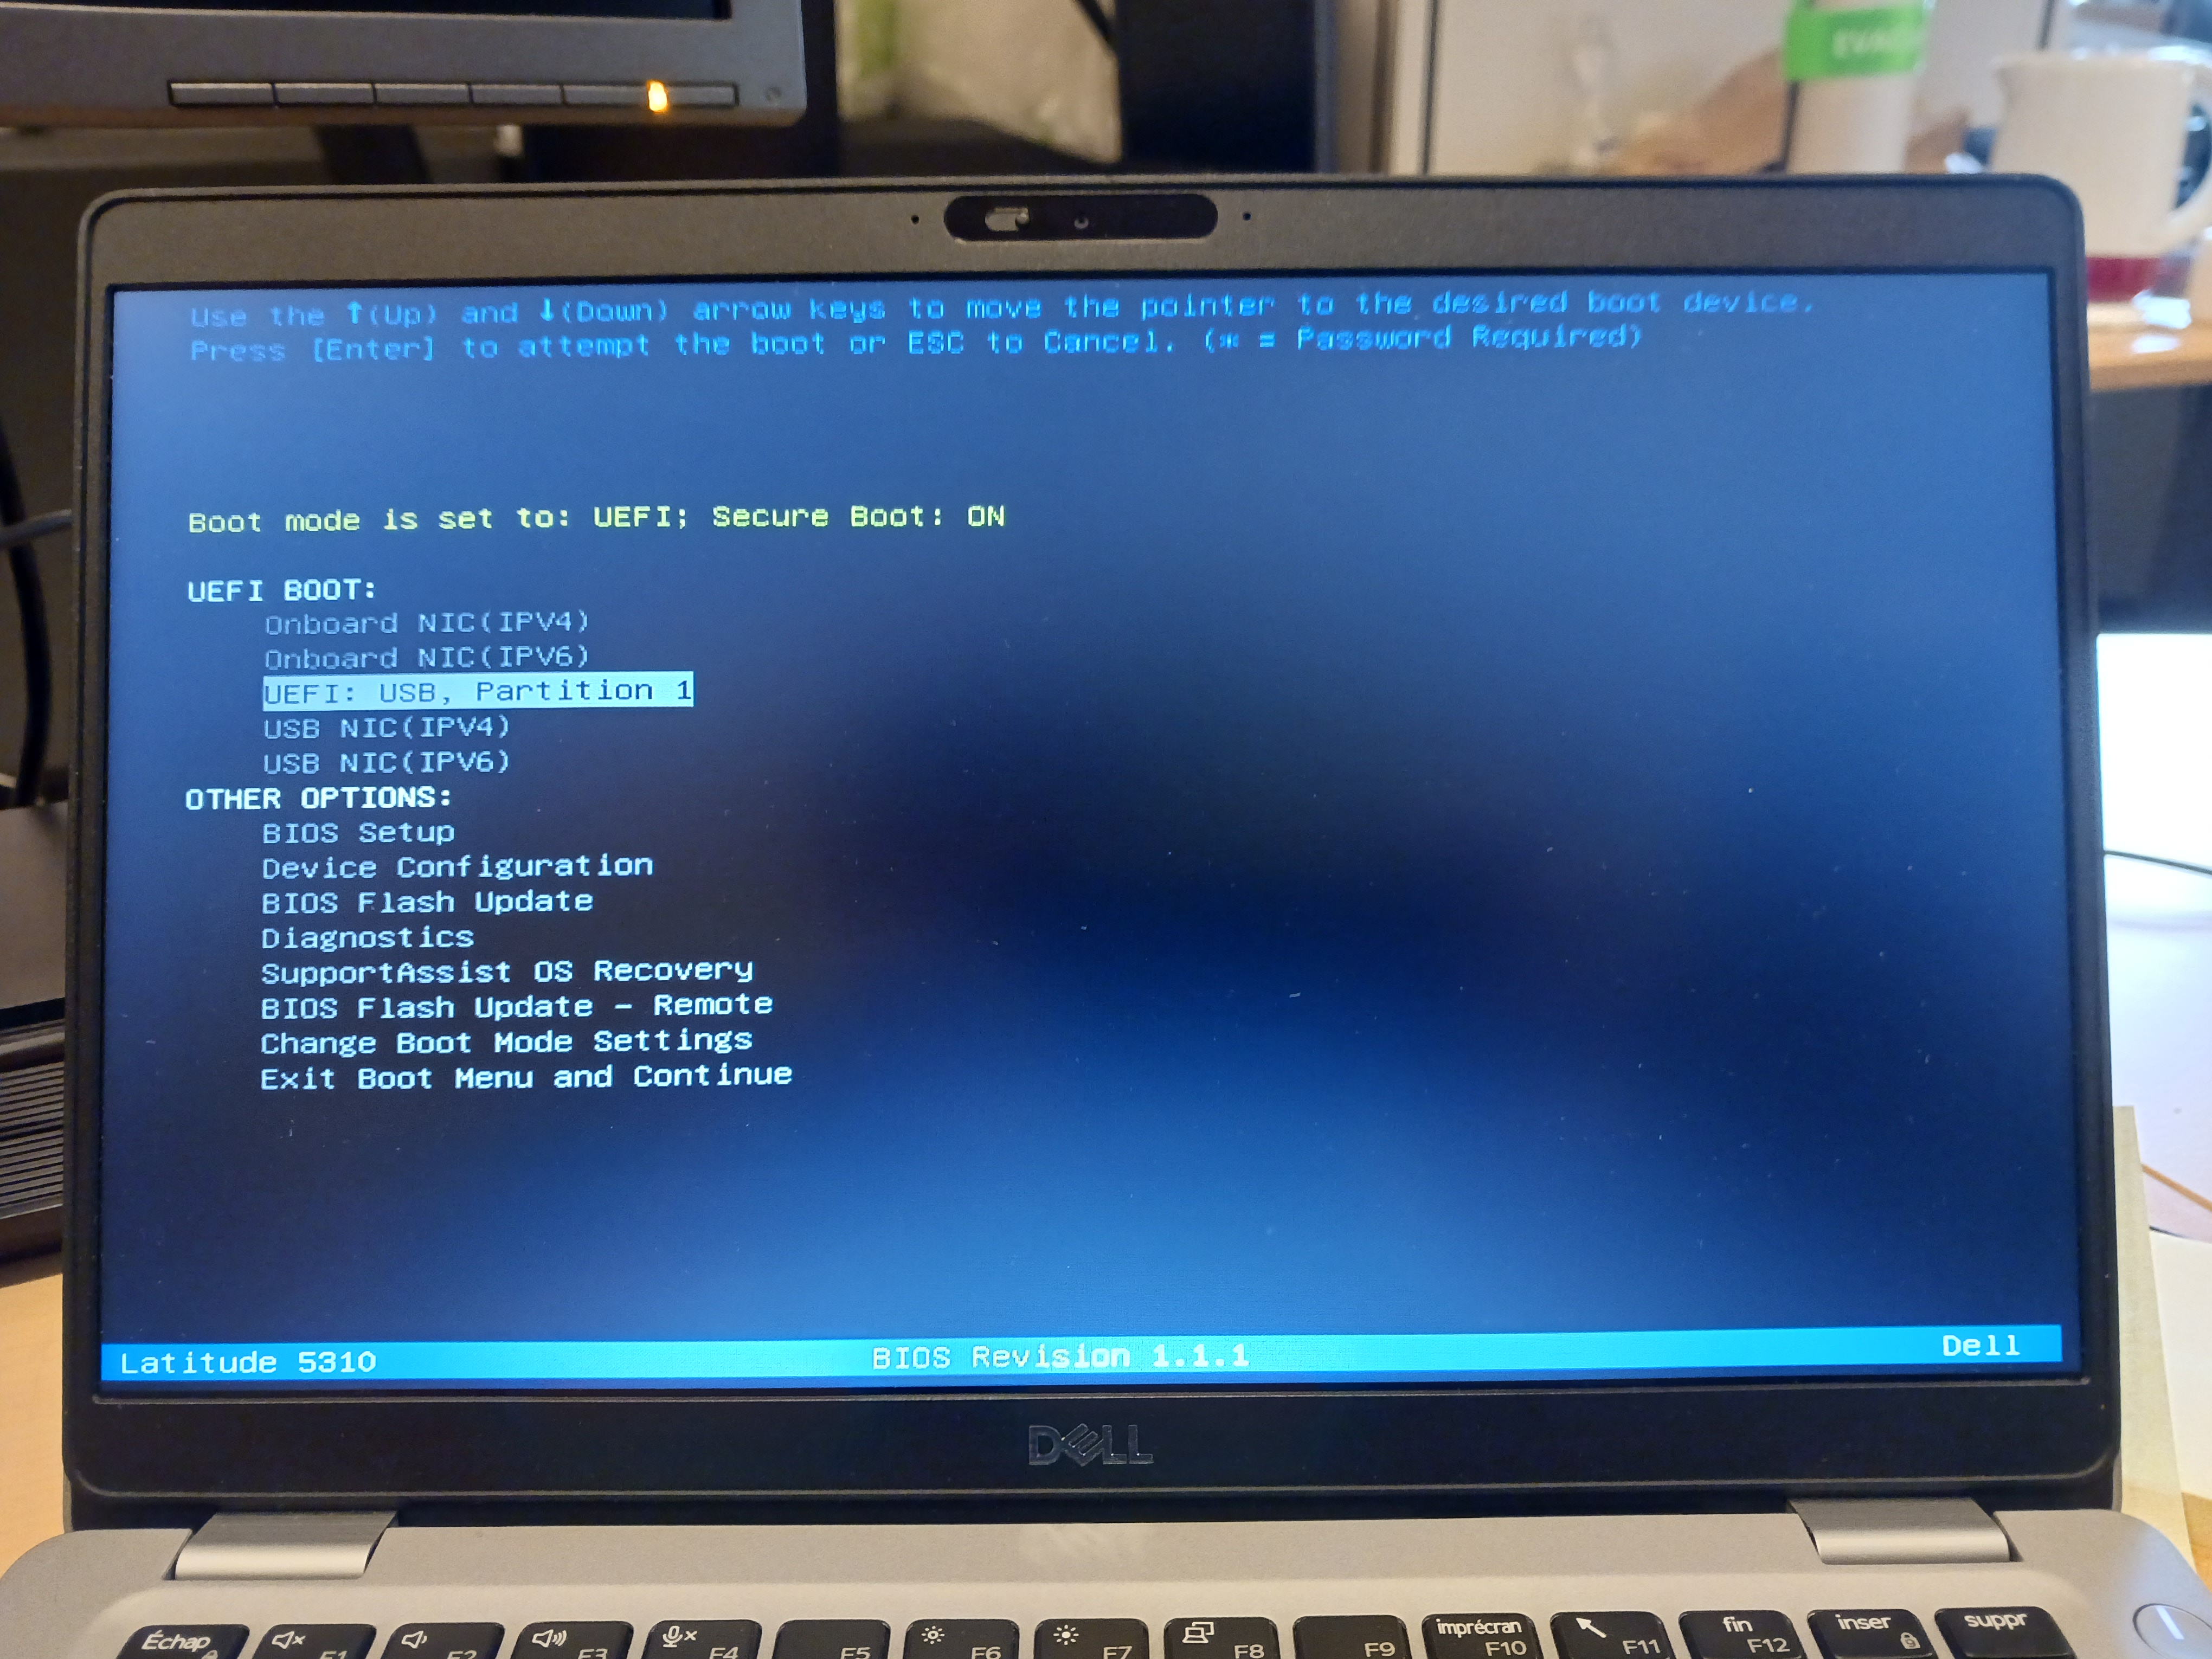 EVAC
Use the ↑(Up) and ↓(Down) arrow keys to move the pointer to the desired boot device.
Press [Enter] to attempt the boot or ESC to Cancel. (* = Password Required)
Boot mode is set to: UEFI; Secure Boot: ON
UEFI BOOT:
Onboard NIC(IPV4)
Onboard NIC(IPV6)
UEFI: USB, Partition 1
USB NIC(IPV4)
USB NIC(IPV6)
OTHER OPTIONS:
BIOS Setup
Device Configuration
BIOS Flash Update
Diagnostics
SupportAssist OS Recovery
BIOS Flash Update - Remote
Change Boot Mode Settings
Exit Boot Menu and Continue
Latitude 5310 BIOS Revision 1.1.1 Dell
DELL
Échap F1 F2 F3 F4 F5 F6 F7 F8 F9 imprécran F10 F11 fin F12 inser suppr